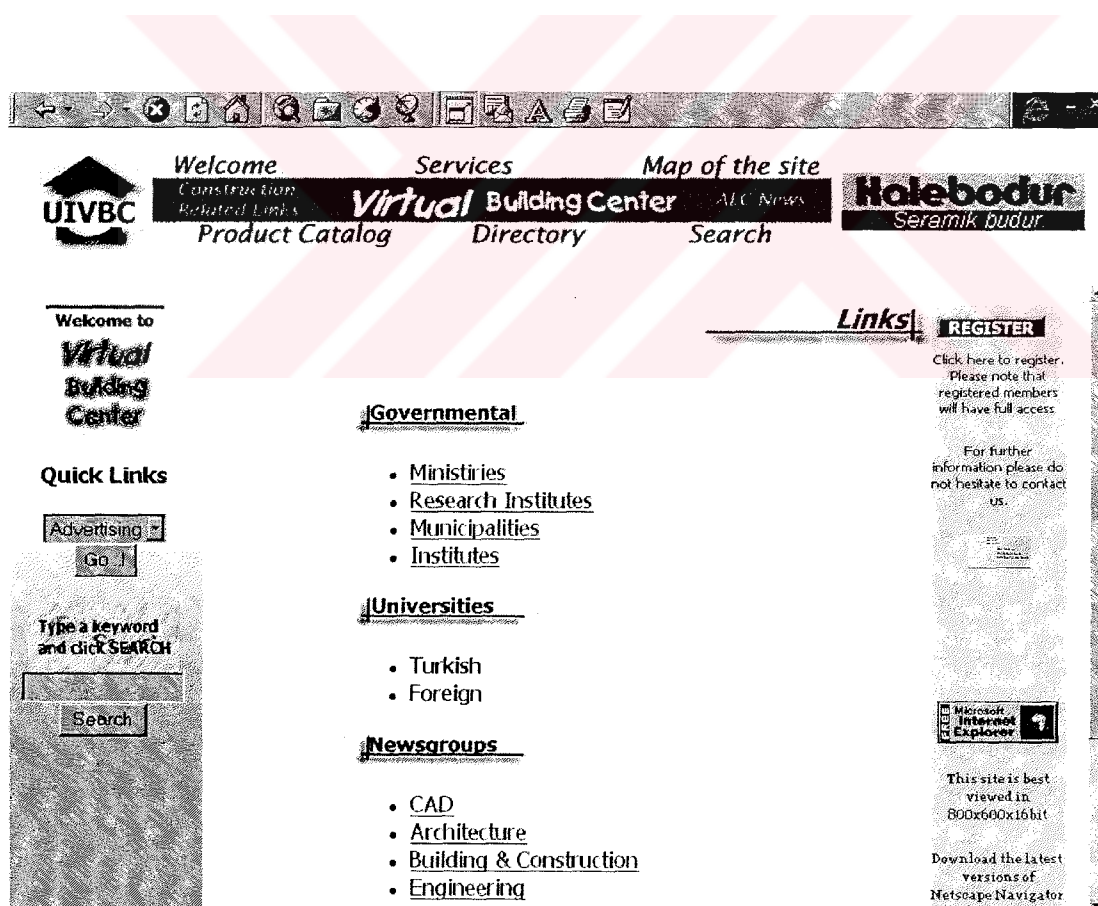 Welcome Services Map of the site
Construction
Related Links
Virtual Building Center
AEC News
Product Catalog Directory Search
UIVBC
Kalebodur
Seramik budur
Links
Welcome to
Virtual
Building
Center
Quick Links
Advertising
Go !
Type a keyword
and click SEARCH
Search
Governmental
• Ministiries
• Research Institutes
• Municipalities
• Institutes
Universities
• Turkish
• Foreign
Newsgroups
• CAD
• Architecture
• Building & Construction
• Engineering
REGISTER
Click here to register.
Please note that
registered members
will have full access
For further
information please do
not hesitate to contact
us.
FREE
Microsoft
Internet
Explorer
This site is best
viewed in
800x600x16bit
Download the latest
versions of
Netscape Navigator